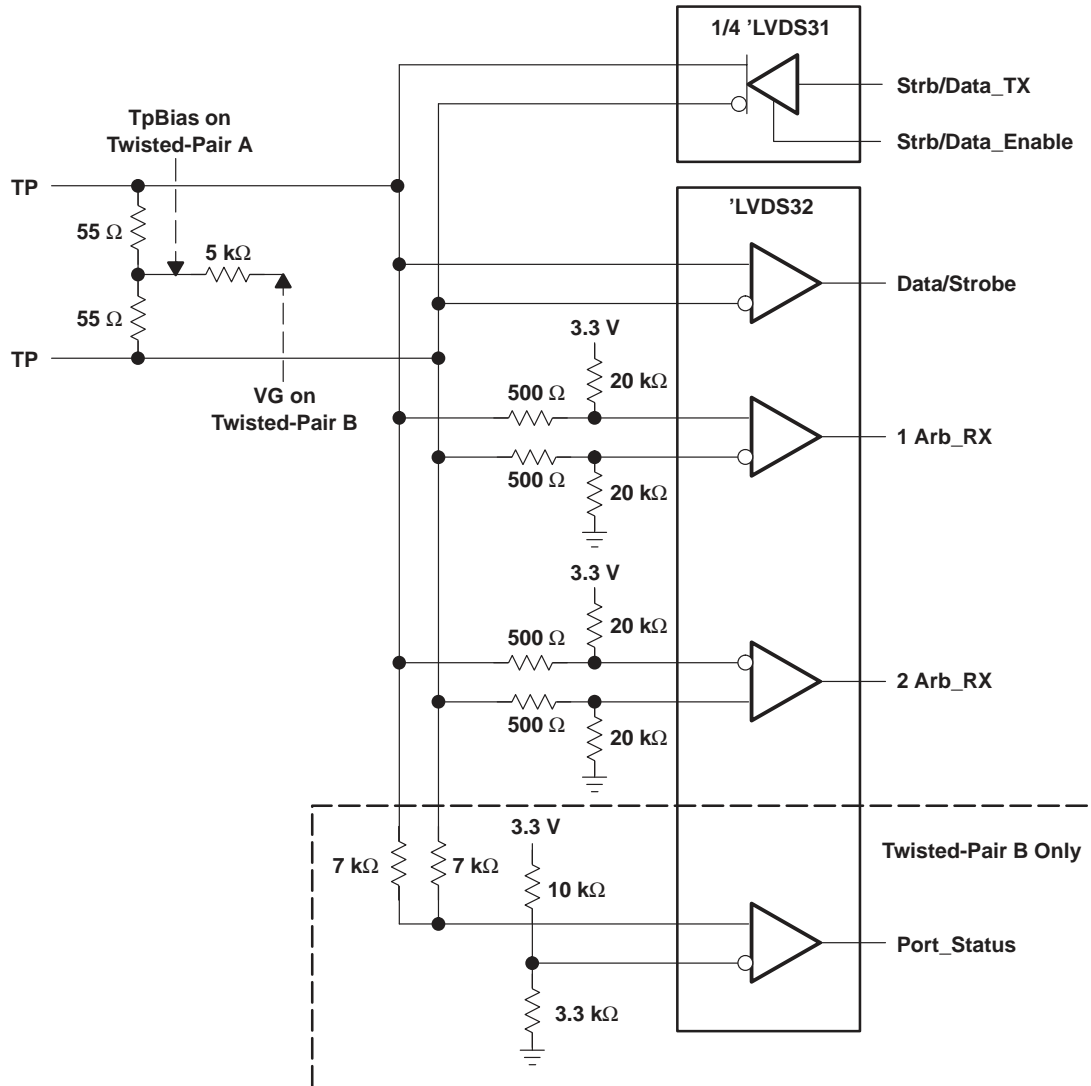 1/4 ’LVDS31
Strb/Data_TX
TpBias on
Twisted-Pair A
Strb/Data_Enable
TP
’LVDS32
55 Ω
5 kΩ
Data/Strobe
55 Ω
3.3 V
TP
20 kΩ
VG on
Twisted-Pair B
500 Ω
1 Arb_RX
500 Ω
20 kΩ
3.3 V
20 kΩ
500 Ω
2 Arb_RX
500 Ω
20 kΩ
3.3 V
Twisted-Pair B Only
7 kΩ
7 kΩ
10 kΩ
Port_Status
3.3 kΩ